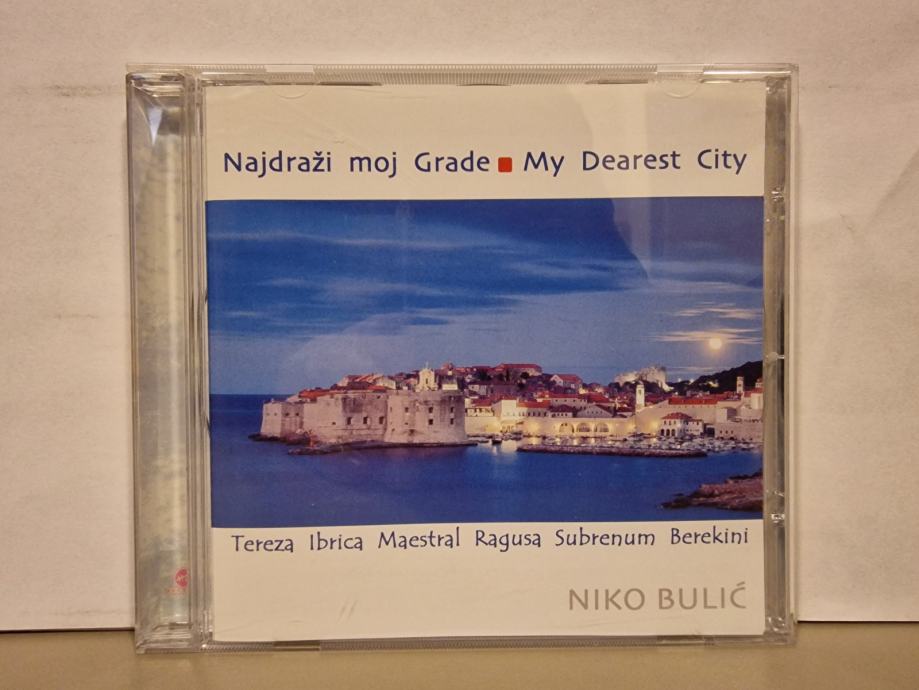 Najdraži moj Grade ■ My Dearest City
Tereza Ibrica Maestral Ragusa Subrenum Berekini
NIKO BULIĆ